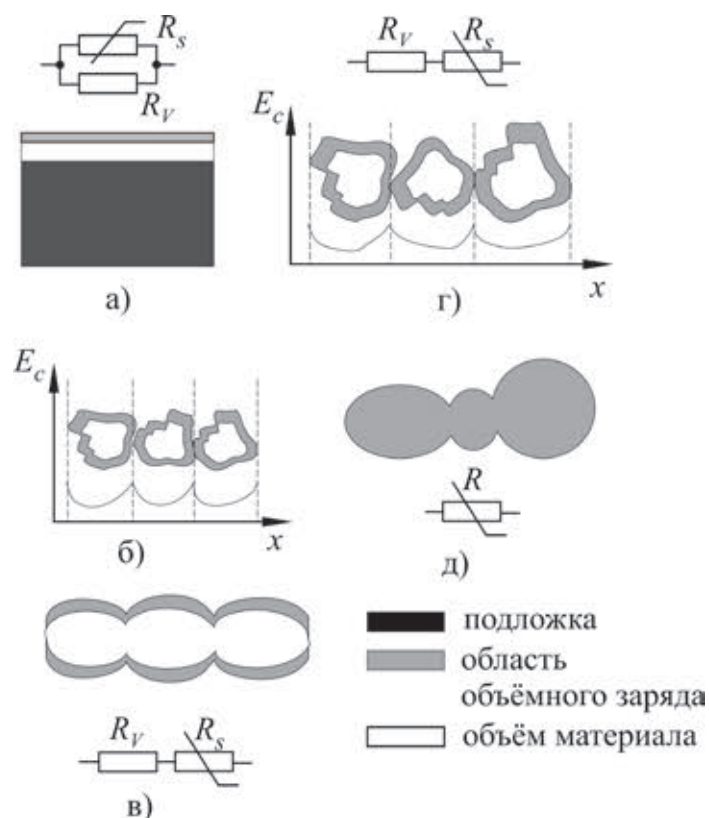 R_s
R_V
а)
R_V R_s
E_c
x
г)
E_c
x
б)
R
д)
R_V R_s
в)
подложка
область
объёмного заряда
объём материала